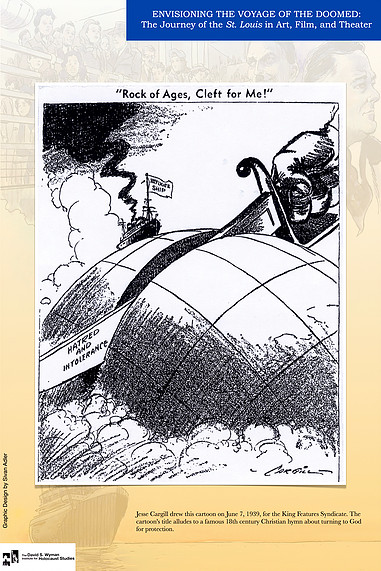 ENVISIONING THE VOYAGE OF THE DOOMED:
The Journey of the St. Louis in Art, Film, and Theater
"Rock of Ages, Cleft for Me!"
REFUGEE
SHIP
HATRED
AND
INTOLERANCE
CARGILL
Jesse Cargill drew this cartoon on June 7, 1939, for the King Features Syndicate. The
cartoon's title alludes to a famous 18th century Christian hymn about turning to God
for protection.
Graphic Design by Sivan Adler
The David S. Wyman
Institute for Holocaust Studies